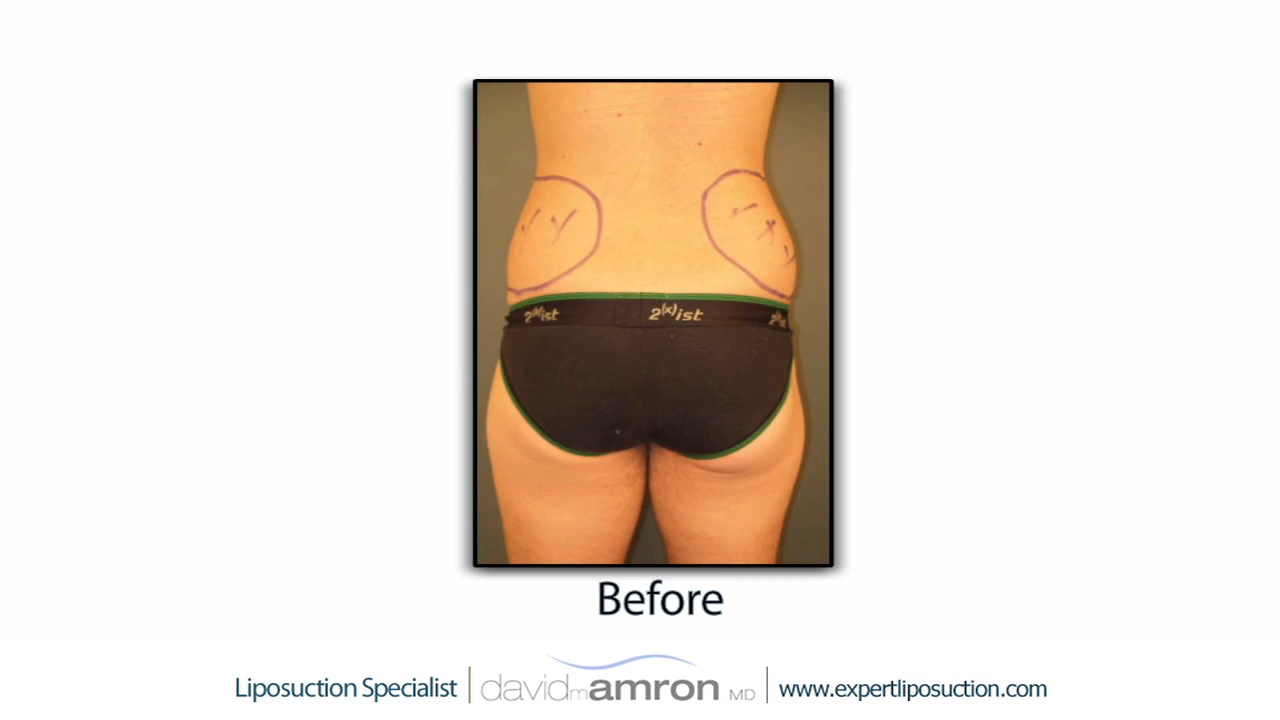 2(x)ist 2(x)ist
Before
Liposuction Specialist davidmamron MD www.expertliposuction.com